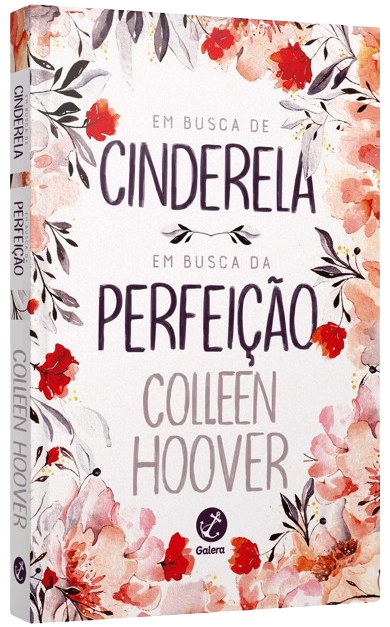 EM BUSCA DE
CINDERELA
EM BUSCA DA
PERFEIÇÃO
COLLEEN
HOOVER
Galera
CINDERELA
PERFEIÇÃO
COLLEEN HOOVER